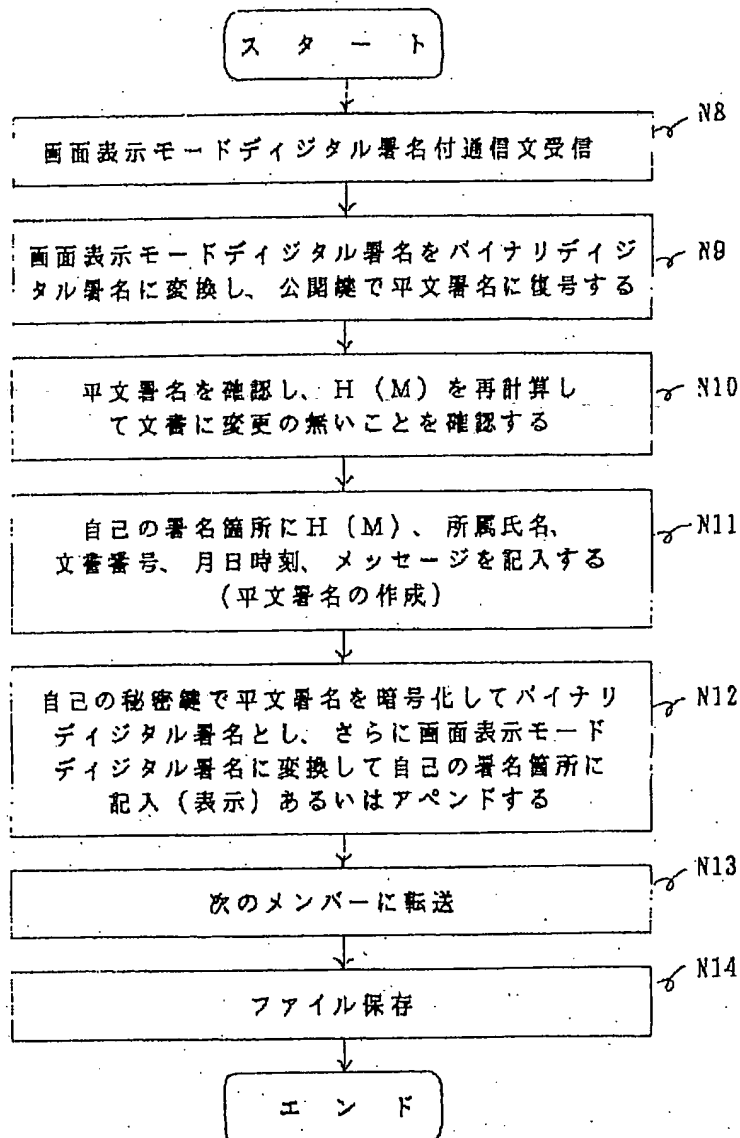 スタート
N8
画面表示モードディジタル署名付通信文受信
画面表示モードディジタル署名をバイナリディジ
N9
タル署名に変換し、公開鍵で平文署名に復号する
平文署名を確認し、H(M)を再計算し
N10
て文書に変更の無いことを確認する
自己の署名箇所にH(M)、所属氏名、
N11
文書番号、月日時刻、メッセージを記入する
(平文署名の作成)
自己の秘密鍵で平文署名を暗号化してバイナリ
N12
ディジタル署名とし、さらに画面表示モード
ディジタル署名に変換して自己の署名箇所に
記入(表示)あるいはアペンドする
N13
次のメンバーに転送
N14
ファイル保存
エンド